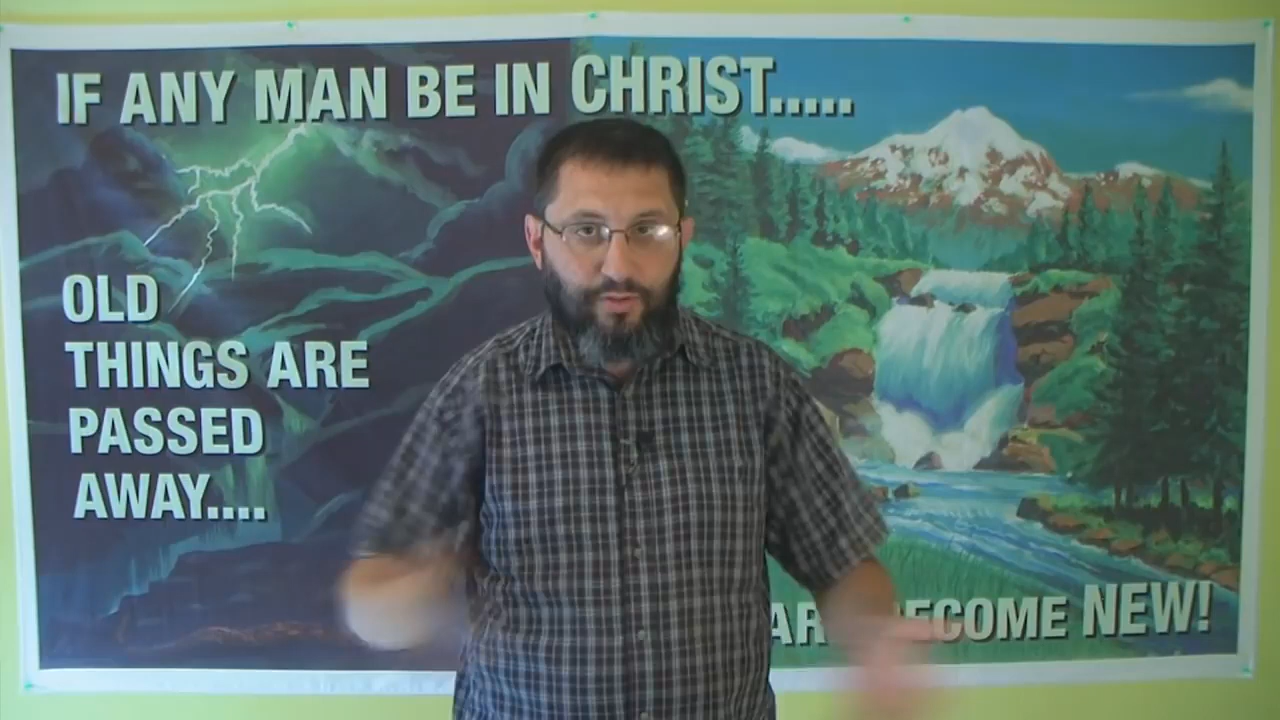 IF ANY MAN BE IN CHRIST.....
OLD
THINGS ARE
PASSED
AWAY....
NEW!